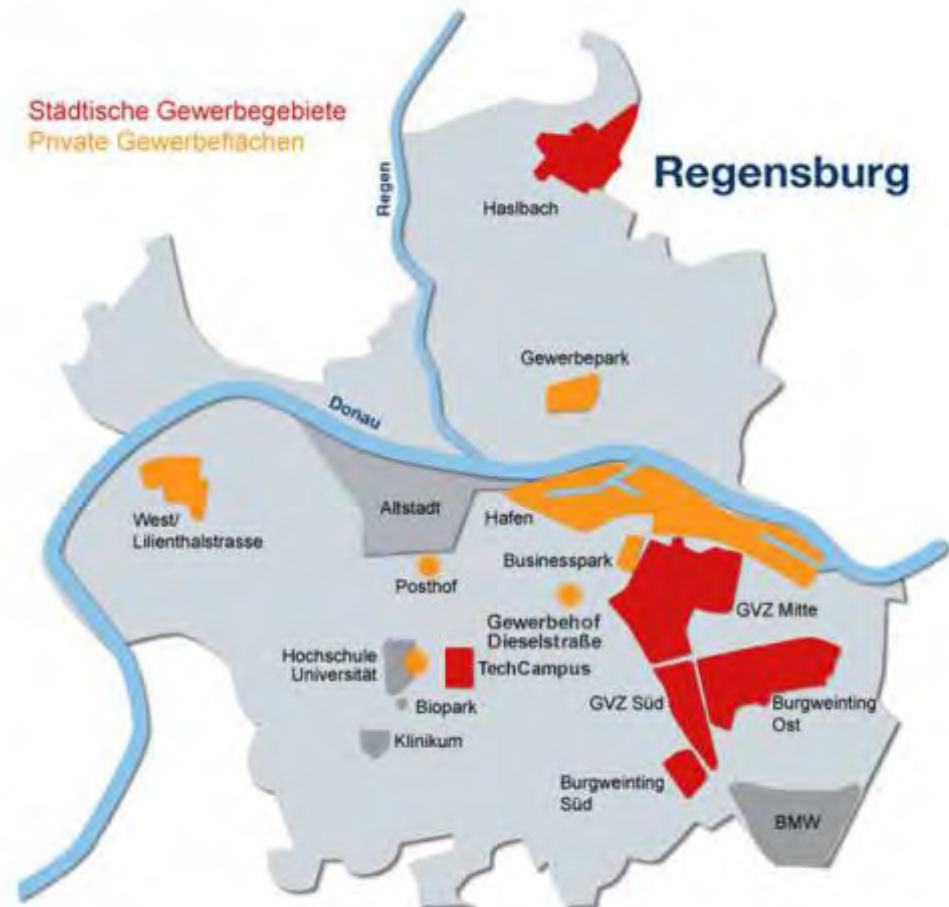 Städtische Gewerbegebiete
Private Gewerbeflächen
Regensburg
Regen
Haslbach
Gewerbepark
Donau
Altstadt
Hafen
West/
Lilienthalstrasse
Businesspark
Posthof
GVZ Mitte
Gewerbehof
Dieselstraße
Hochschule
Universität
TechCampus
GVZ Süd
Burgweinting
Ost
Biopark
Klinikum
Burgweinting
Süd
BMW